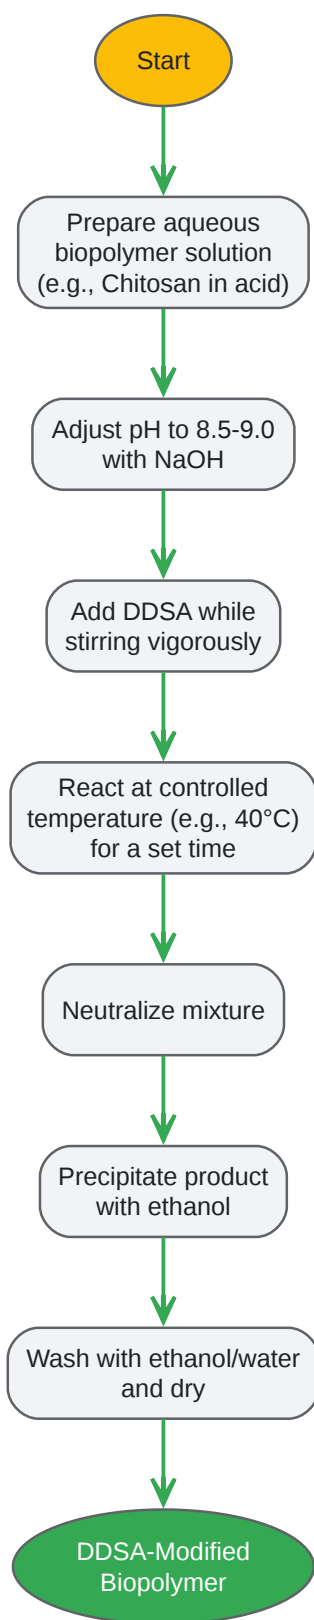 Start
Prepare aqueous
biopolymer solution
(e.g., Chitosan in acid)
Adjust pH to 8.5-9.0
with NaOH
Add DDSA while
stirring vigorously
React at controlled
temperature (e.g., 40°C)
for a set time
Neutralize mixture
Precipitate product
with ethanol
Wash with ethanol/water
and dry
DDSA-Modified
Biopolymer